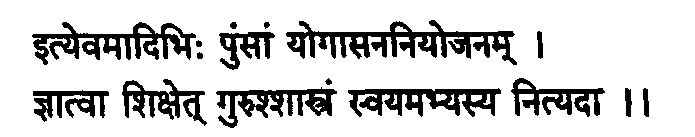 इत्येवमादिभिः पुंसां योगासननियोजनम् ।
ज्ञात्वा शिक्षेत् गुरुश्शास्त्रं स्वयमभ्यस्य नित्यदा ।।